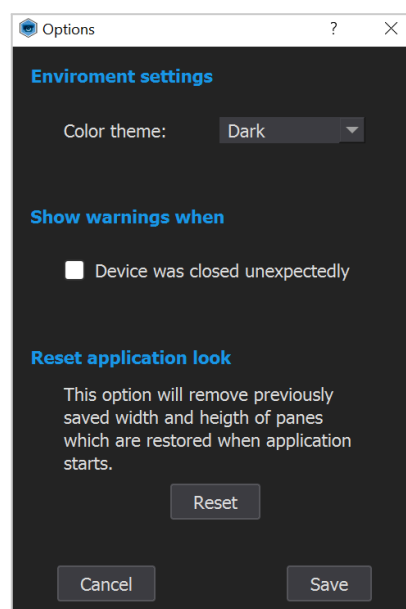 Options ?
Enviroment settings
Color theme: Dark
Show warnings when
Device was closed unexpectedly
Reset application look
This option will remove previously
saved width and heigth of panes
which are restored when application
starts.
Reset
Cancel Save